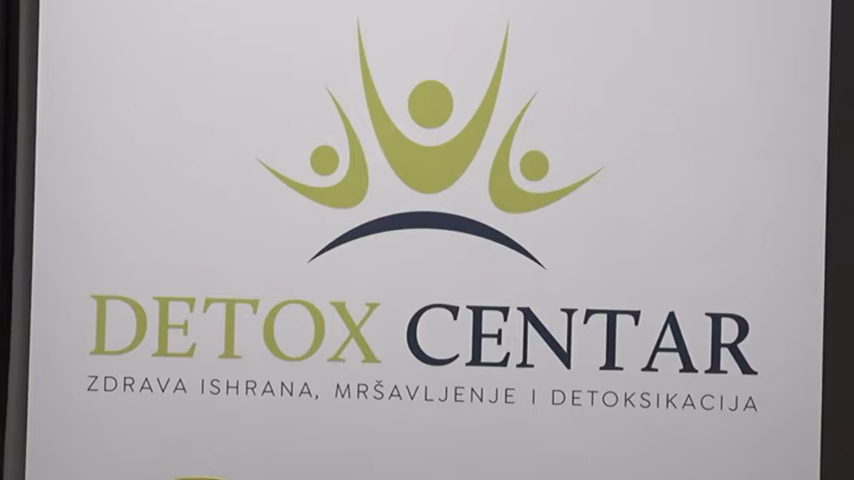 DETOX CENTAR
ZDRAVA ISHRANA, MRŠAVLJENJE I DETOKSIKACIJA